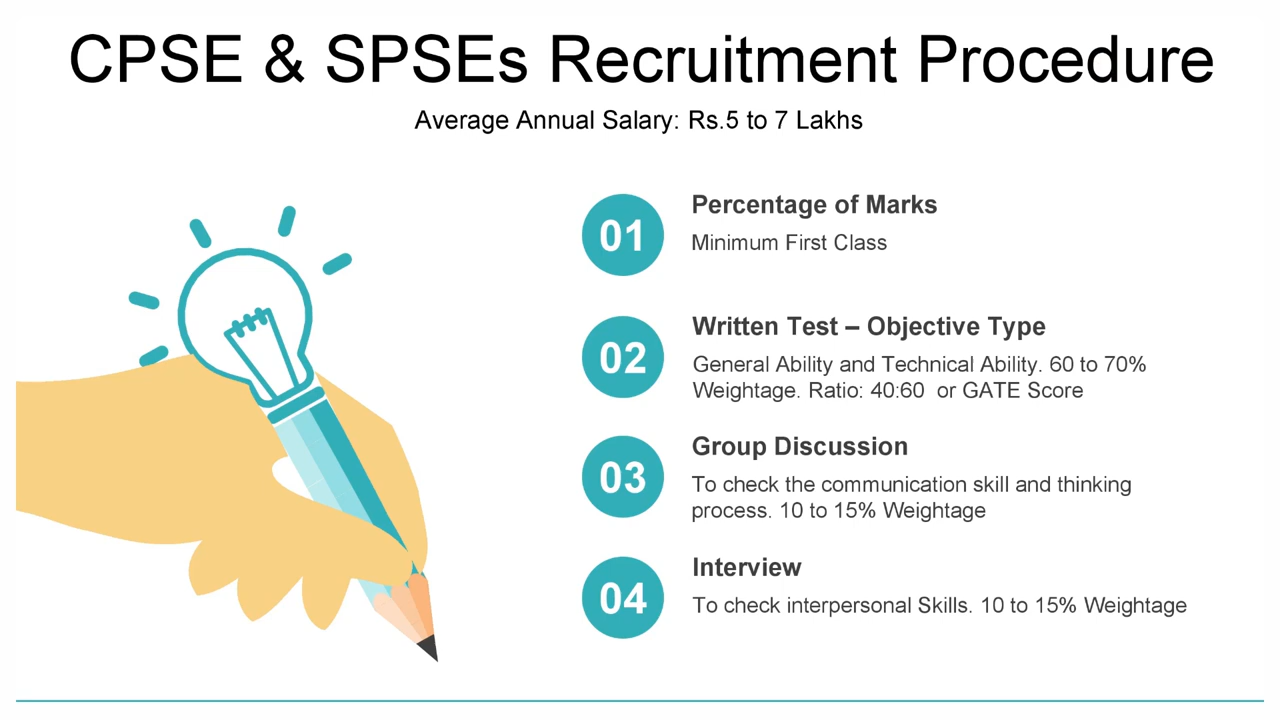 CPSE & SPSEs Recruitment Procedure
Average Annual Salary: Rs.5 to 7 Lakhs
01
Percentage of Marks
Minimum First Class
02
Written Test – Objective Type
General Ability and Technical Ability. 60 to 70%
Weightage. Ratio: 40:60  or GATE Score
03
Group Discussion
To check the communication skill and thinking
process. 10 to 15% Weightage
04
Interview
To check interpersonal Skills. 10 to 15% Weightage